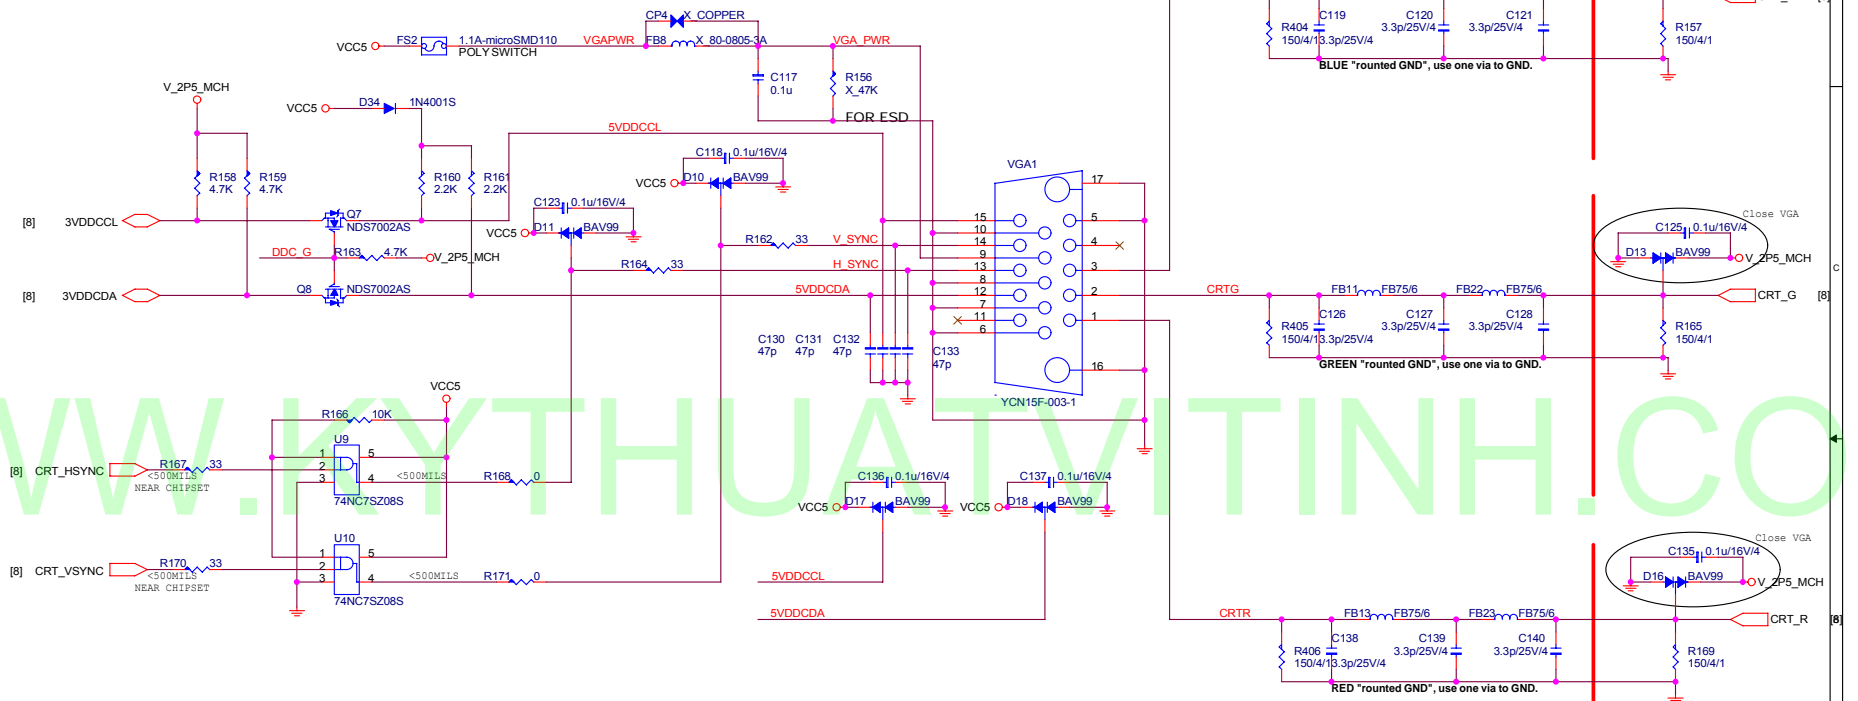 CP4 X_COPPER
VCC5 FS2 1.1A-microSMD110 VGAPWR FB8 X_80-0805-3A VGA_PWR
POLYSWITCH
C117
0.1u
R156
X_47K
FOR ESD
V_2P5_MCH
VCC5 D34 1N4001S
5VDDCCL
R158
4.7K
R159
4.7K
R160
2.2K
R161
2.2K
C118 0.1u/16V/4
VCC5 D10 BAV99
C123 0.1u/16V/4
VCC5 D11 BAV99
[8] 3VDDCCL
Q7
NDS7002AS
DDC_G R163 4.7K V_2P5_MCH
[8] 3VDDCDA
Q8 NDS7002AS
R162 33 V_SYNC
R164 33 H_SYNC
5VDDCDA
C130 C131 C132
47p 47p 47p
C133
47p
VGA1
17
15
5
10
14
4
9
13
3
8
12
2
7
11
1
6
16
YCN15F-003-1
R404
150/4/1
C119
3.3p/25V/4
C120
3.3p/25V/4
C121
3.3p/25V/4
R157
150/4/1
BLUE "rounted GND", use one via to GND.
Close VGA
C125 0.1u/16V/4
D13 BAV99 V_2P5_MCH
CRTG FB11 FB75/6 FB22 FB75/6 CRT_G [8]
R405
150/4/1
C126
3.3p/25V/4
C127
3.3p/25V/4
C128
3.3p/25V/4
R165
150/4/1
GREEN "rounted GND", use one via to GND.
C
VCC5
R166 10K
U9
1
2
3
5
4
74NC7SZ08S
[8] CRT_HSYNC R167 33
<500MILS
NEAR CHIPSET
<500MILS R168 0
U10
1
2
3
5
4
74NC7SZ08S
[8] CRT_VSYNC R170 33
<500MILS
NEAR CHIPSET
<500MILS R171 0
C136 0.1u/16V/4
VCC5 D17 BAV99
C137 0.1u/16V/4
VCC5 D18 BAV99
5VDDCCL
5VDDCDA
Close VGA
C135 0.1u/16V/4
D16 BAV99 V_2P5_MCH
CRTR FB13 FB75/6 FB23 FB75/6 CRT_R [8]
R406
150/4/1
C138
3.3p/25V/4
C139
3.3p/25V/4
C140
3.3p/25V/4
R169
150/4/1
RED "rounted GND", use one via to GND.
WW.KYTHUATVITINH.CO